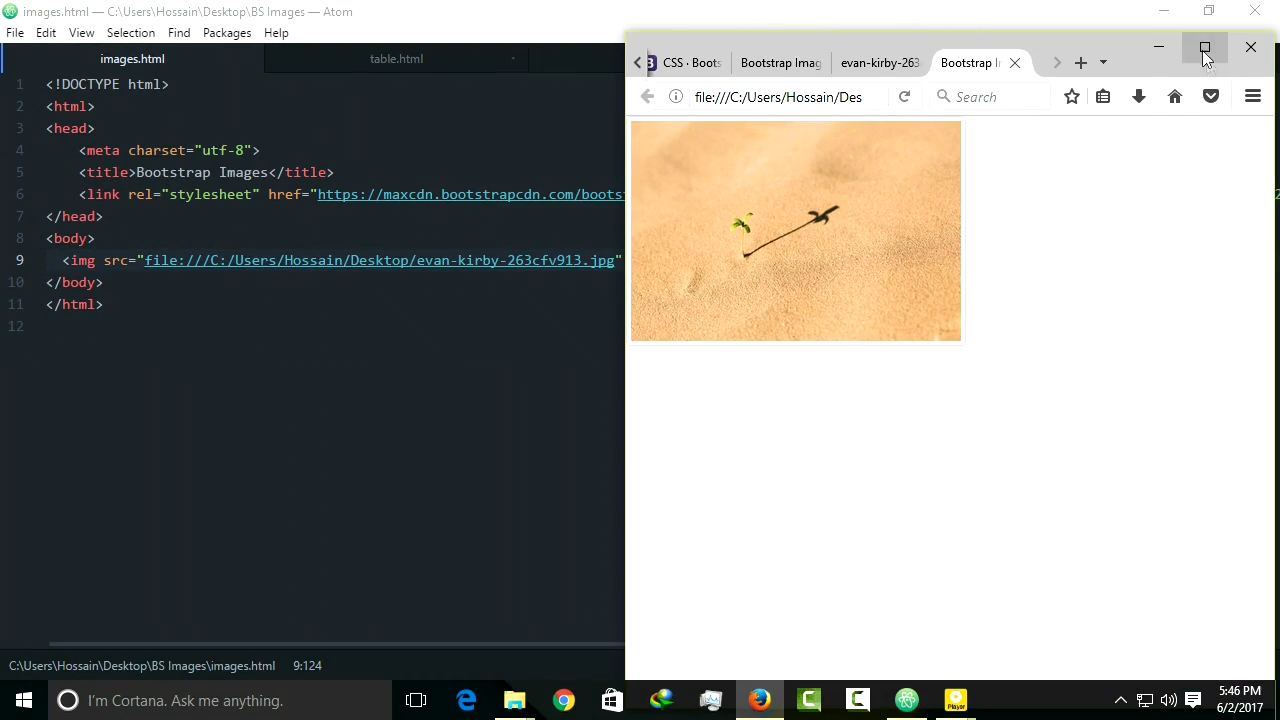 images.html — C:\Users\Hossain\Desktop\BS Images — Atom
File Edit View Selection Find Packages Help
images.html
table.html
1 <!DOCTYPE html>
2 <html>
3 <head>
4 <meta charset="utf-8">
5 <title>Bootstrap Images</title>
6 <link rel="stylesheet" href="https://maxcdn.bootstrapcdn.com/boots
7 </head>
8 <body>
9 <img src="file:///C:/Users/Hossain/Desktop/evan-kirby-263cfv913.jpg"
10 </body>
11 </html>
12
C:\Users\Hossain\Desktop\BS Images\images.html 9:124
CSS · Boots
Bootstrap Imag
evan-kirby-263
Bootstrap I
file:///C:/Users/Hossain/Des
Search
I'm Cortana. Ask me anything.
Player
5:46 PM
6/2/2017